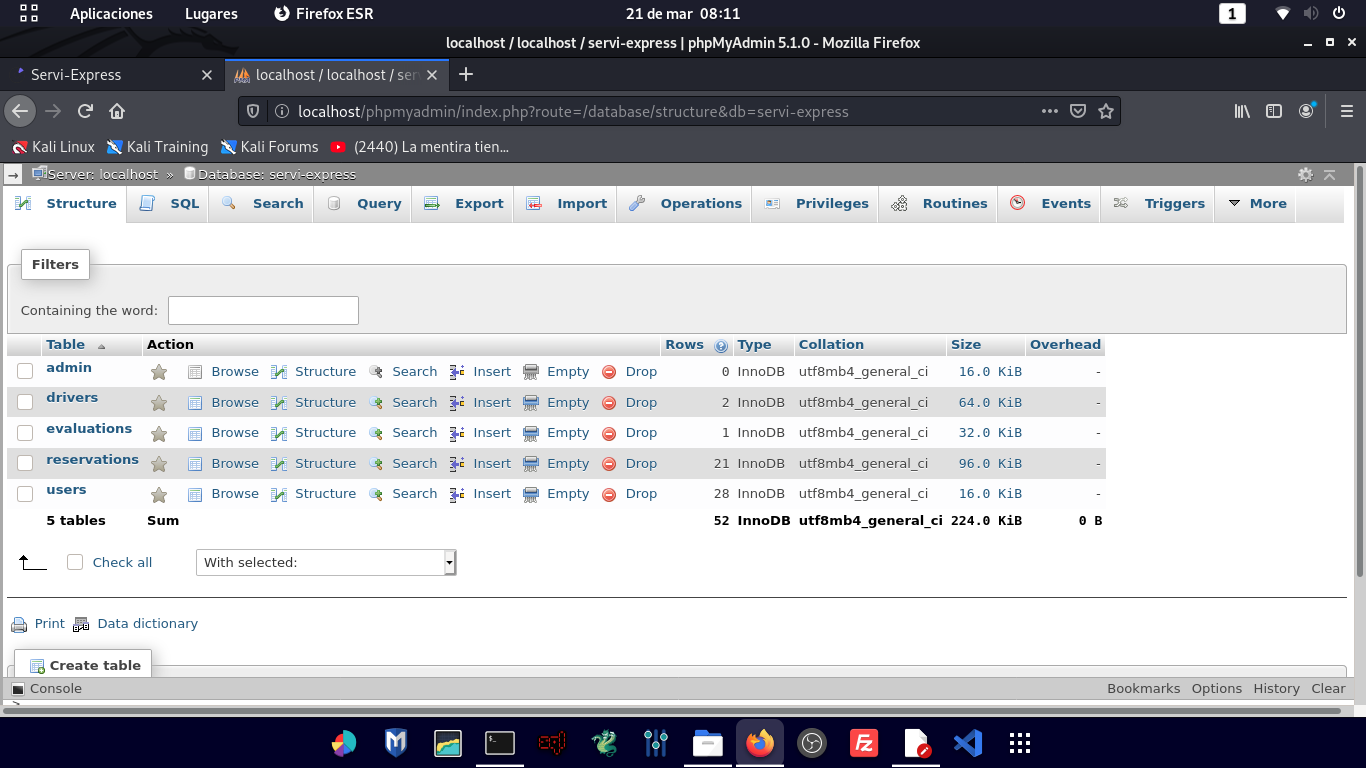 Aplicaciones Lugares Firefox ESR 21 de mar 08:11 1
localhost / localhost / servi-express | phpMyAdmin 5.1.0 - Mozilla Firefox
Servi-Express localhost / localhost / ser
localhost/phpmyadmin/index.php?route=/database/structure&db=servi-express
Kali Linux Kali Training Kali Forums (2440) La mentira tien...
Server: localhost » Database: servi-express
Structure SQL Search Query Export Import Operations Privileges Routines Events Triggers More
Filters
Containing the word:
Table Action Rows Type Collation Size Overhead
admin Browse Structure Search Insert Empty Drop 0 InnoDB utf8mb4_general_ci 16.0 KiB -
drivers Browse Structure Search Insert Empty Drop 2 InnoDB utf8mb4_general_ci 64.0 KiB -
evaluations Browse Structure Search Insert Empty Drop 1 InnoDB utf8mb4_general_ci 32.0 KiB -
reservations Browse Structure Search Insert Empty Drop 21 InnoDB utf8mb4_general_ci 96.0 KiB -
users Browse Structure Search Insert Empty Drop 28 InnoDB utf8mb4_general_ci 16.0 KiB -
5 tables Sum 52 InnoDB utf8mb4_general_ci 224.0 KiB 0 B
Check all With selected:
Print Data dictionary
Create table
Console Bookmarks Options History Clear